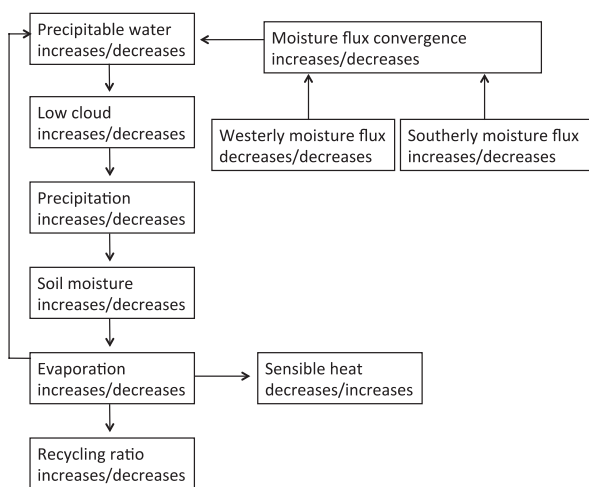 Precipitable water
increases/decreases
Moisture flux convergence
increases/decreases
Low cloud
increases/decreases
Westerly moisture flux
decreases/decreases
Southerly moisture flux
increases/decreases
Precipitation
increases/decreases
Soil moisture
increases/decreases
Evaporation
increases/decreases
Sensible heat
decreases/increases
Recycling ratio
increases/decreases